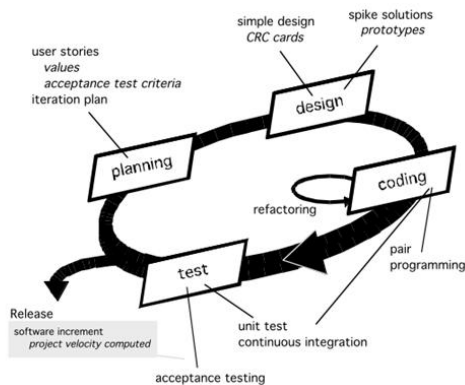 spike solutions
prototypes
simple design
CRC cards
user stories
values
acceptance test criteria
iteration plan
design
planning
coding
refactoring
test
pair
programming
Release
software increment
project velocity computed
unit test
continuous integration
acceptance testing